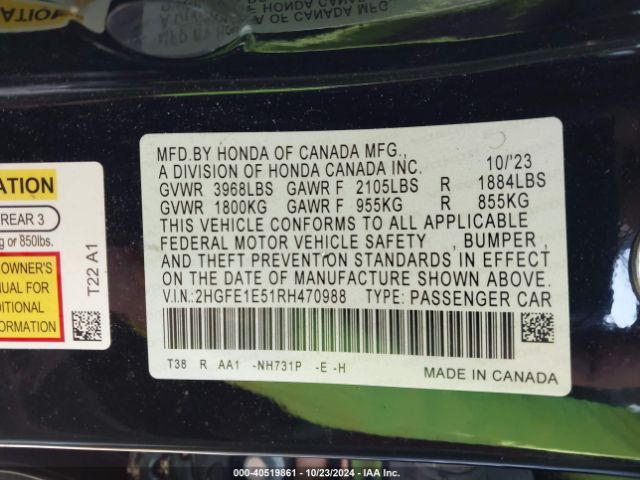 MFD.BY HONDA OF CANADA MFG.,
A DIVISION OF HONDA CANADA INC. 10/'23
GVWR 3968LBS GAWR F 2105LBS R 1884LBS
GVWR 1800KG GAWR F 955KG R 855KG
THIS VEHICLE CONFORMS TO ALL APPLICABLE
FEDERAL MOTOR VEHICLE SAFETY , BUMPER ,
AND THEFT PREVENTION STANDARDS IN EFFECT
ON THE DATE OF MANUFACTURE SHOWN ABOVE.
V.I.N.:2HGFE1E51RH470988 TYPE: PASSENGER CAR
T38 R AA1 -NH731P -E -H
MADE IN CANADA
ATION
REAR 3
g or 850lbs.
OWNER'S
MANUAL FOR
DITIONAL
FORMATION
T22 A1
000-40519861 - 10/23/2024 - IAA Inc.